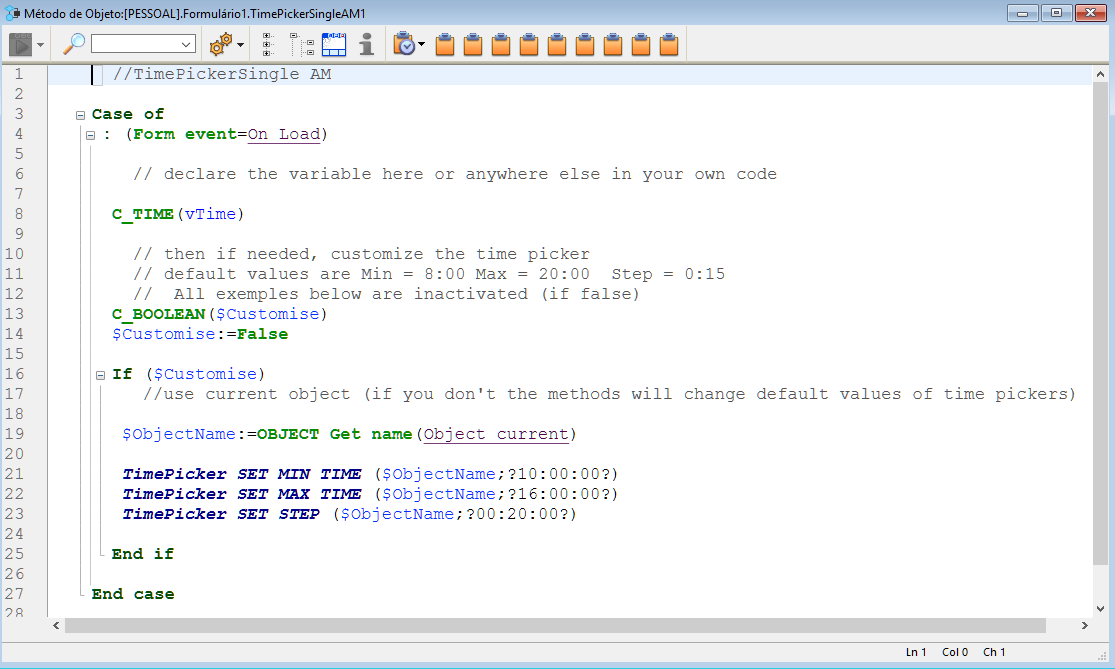 Método de Objeto:[PESSOAL].Formulário1.TimePickerSingleAM1
1 //TimePickerSingle AM
2
3 Case of
4 : (Form event=On Load)
5
6 // declare the variable here or anywhere else in your own code
7
8 C_TIME(vTime)
9
10 // then if needed, customize the time picker
11 // default values are Min = 8:00 Max = 20:00  Step = 0:15
12 //  All exemples below are inactivated (if false)
13 C_BOOLEAN($Customise)
14 $Customise:=False
15
16 If ($Customise)
17 //use current object (if you don't the methods will change default values of time pickers)
18
19 $ObjectName:=OBJECT Get name(Object current)
20
21 TimePicker SET MIN TIME ($ObjectName;?10:00:00?)
22 TimePicker SET MAX TIME ($ObjectName;?16:00:00?)
23 TimePicker SET STEP ($ObjectName;?00:20:00?)
24
25 End if
26
27 End case
28
Ln 1 Col 0 Ch 1